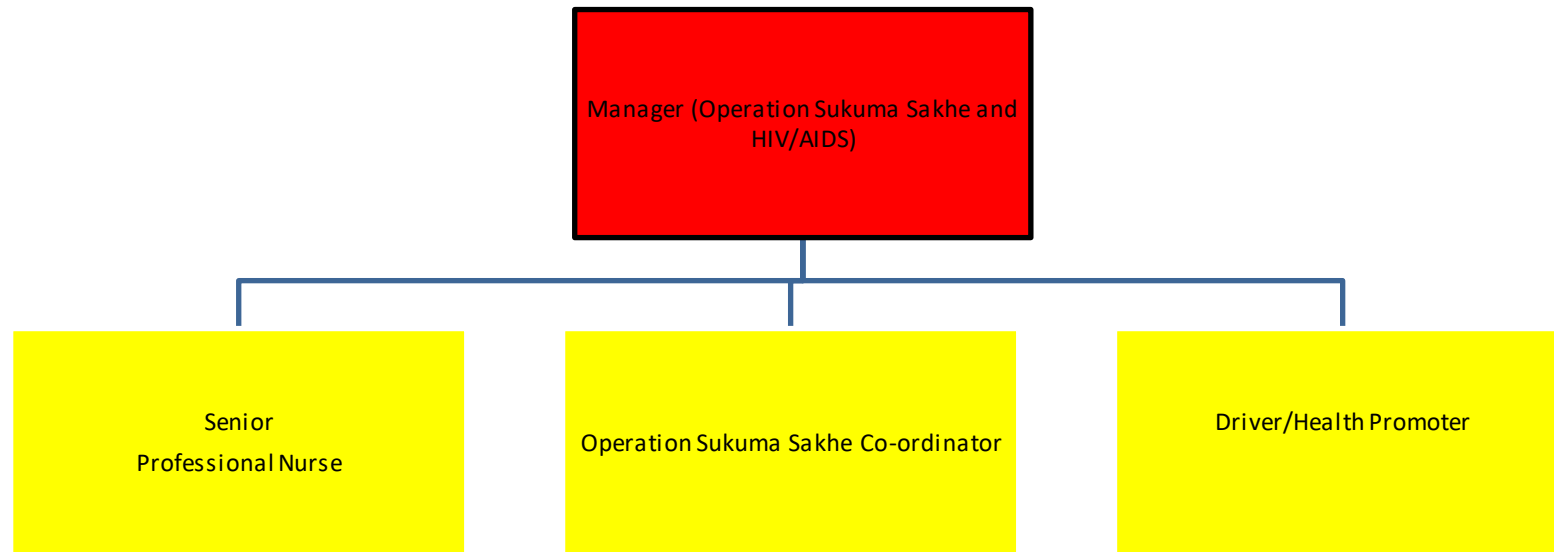 Manager (Operation Sukuma Sakhe and
HIV/AIDS)
Senior
Professional Nurse
Operation Sukuma Sakhe Co-ordinator
Driver/Health Promoter